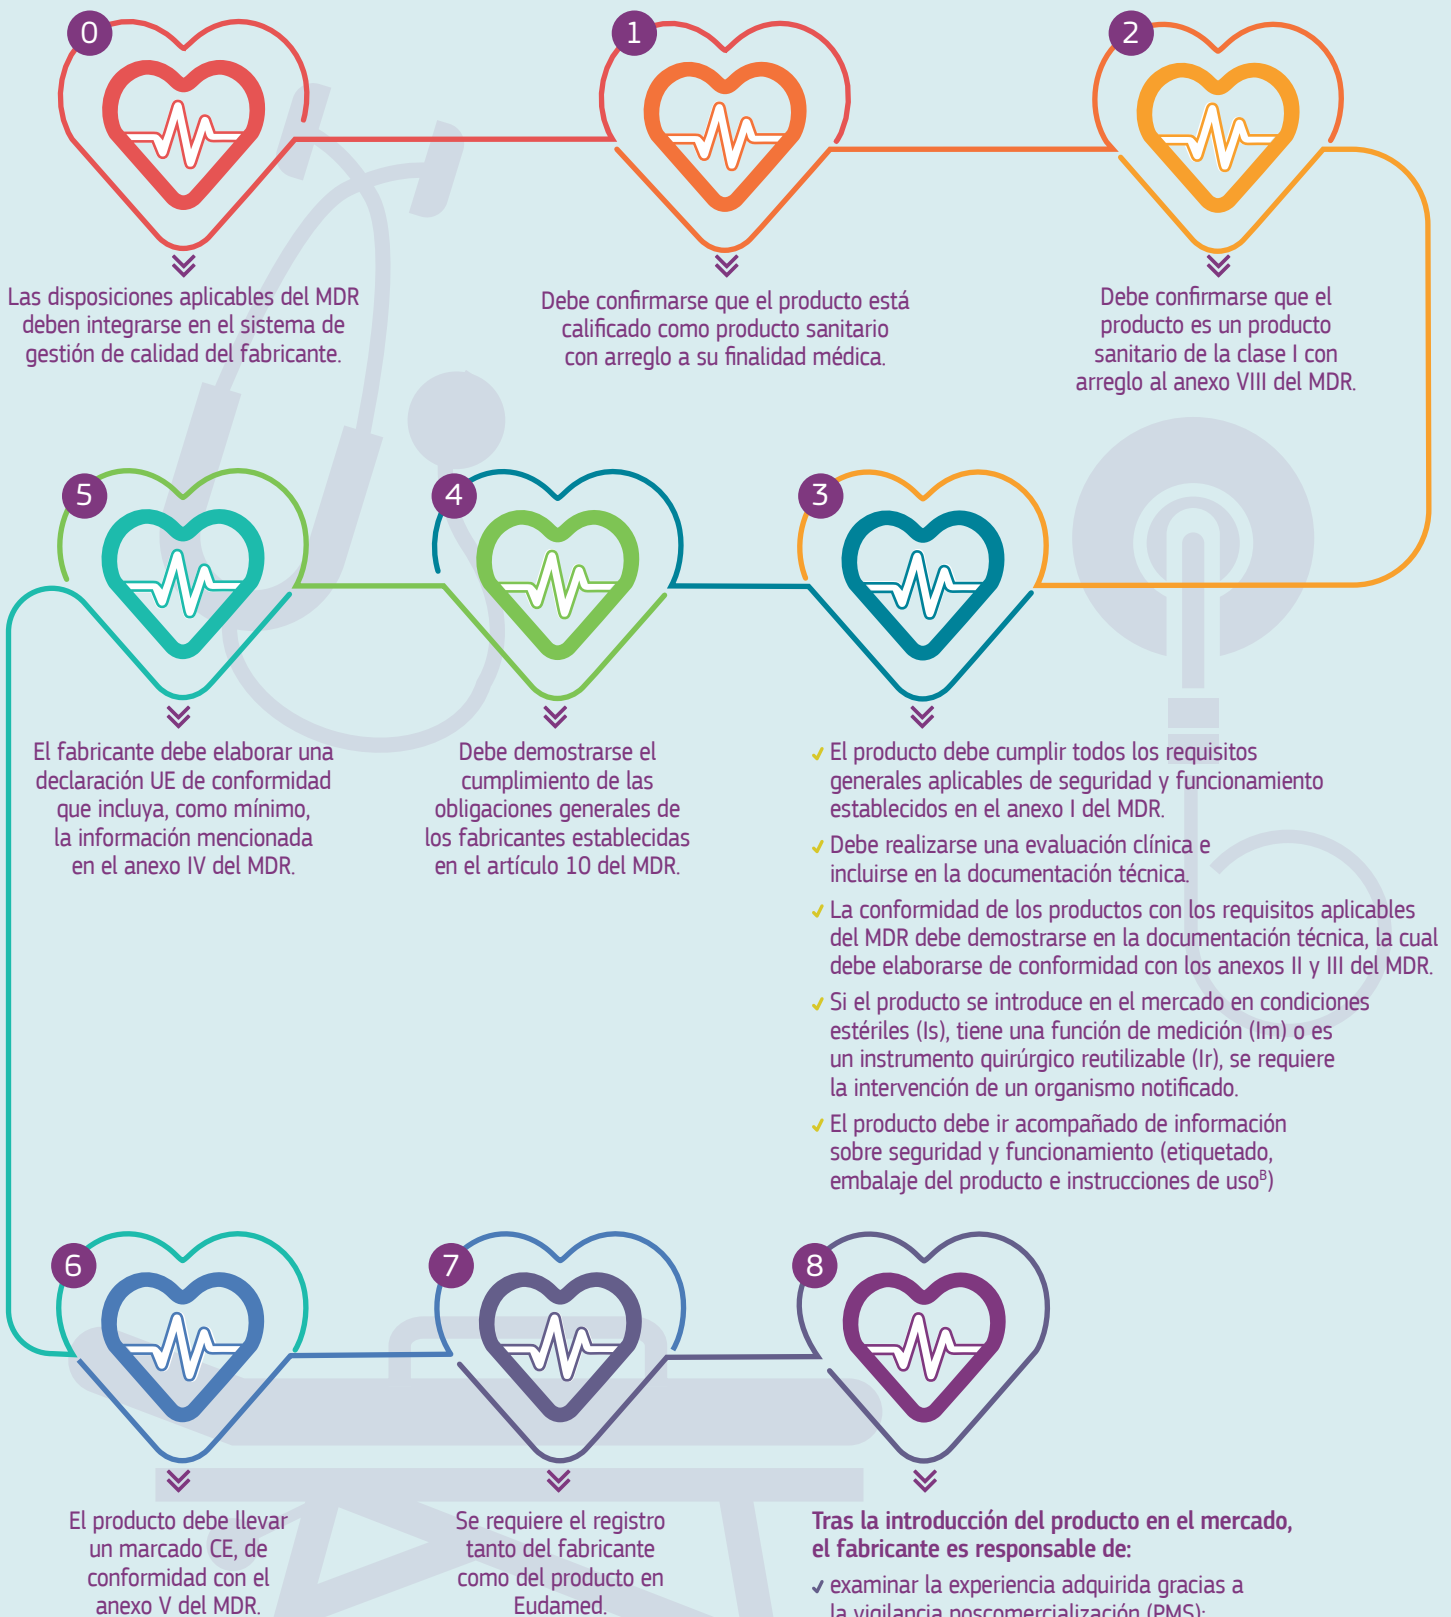 0
Las disposiciones aplicables del MDR
deben integrarse en el sistema de
gestión de calidad del fabricante.
1
Debe confirmarse que el producto está
calificado como producto sanitario
con arreglo a su finalidad médica.
2
Debe confirmarse que el
producto es un producto
sanitario de la clase I con
arreglo al anexo VIII del MDR.
3
✓ El producto debe cumplir todos los requisitos
generales aplicables de seguridad y funcionamiento
establecidos en el anexo I del MDR.
✓ Debe realizarse una evaluación clínica e
incluirse en la documentación técnica.
✓ La conformidad de los productos con los requisitos aplicables
del MDR debe demostrarse en la documentación técnica, la cual
debe elaborarse de conformidad con los anexos II y III del MDR.
✓ Si el producto se introduce en el mercado en condiciones
estériles (Is), tiene una función de medición (Im) o es
un instrumento quirúrgico reutilizable (Ir), se requiere
la intervención de un organismo notificado.
✓ El producto debe ir acompañado de información
sobre seguridad y funcionamiento (etiquetado,
embalaje del producto e instrucciones de usoᴮ)
4
Debe demostrarse el
cumplimiento de las
obligaciones generales de
los fabricantes establecidas
en el artículo 10 del MDR.
5
El fabricante debe elaborar una
declaración UE de conformidad
que incluya, como mínimo,
la información mencionada
en el anexo IV del MDR.
6
El producto debe llevar
un marcado CE, de
conformidad con el
anexo V del MDR.
7
Se requiere el registro
tanto del fabricante
como del producto en
Eudamed.
8
Tras la introducción del producto en el mercado,
el fabricante es responsable de:
✓ examinar la experiencia adquirida gracias a
la vigilancia poscomercialización (PMS);